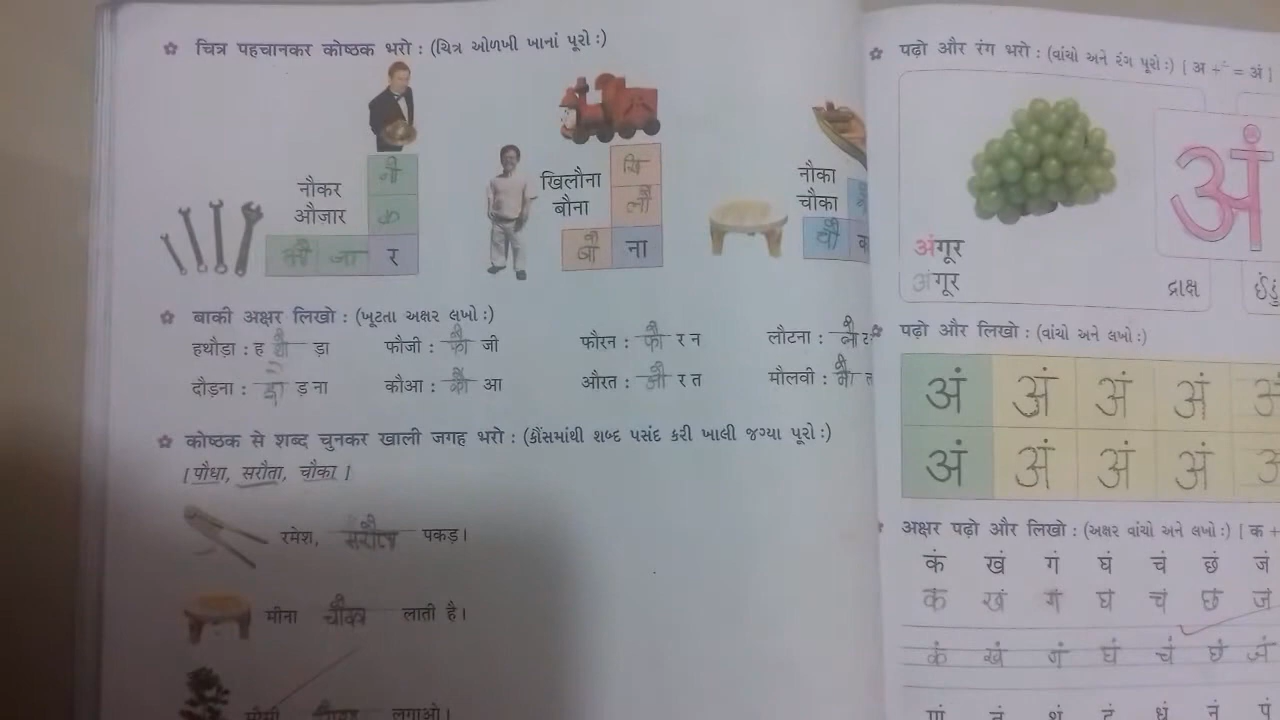 ☆ चित्र पहचानकर कोष्ठक भरो : (ચિત્ર ઓળખી ખાનાં પૂરો :)
नौकर
औज़ार
नौ
क
औ जा र
खिलौना
बौना
खि
लौ
बौ ना
नौका
चौका
चौ
☆ बाकी अक्षर लिखो : (ખૂટતા અક્ષર લખો :)
हथौड़ा : ह थौ ड़ा फौजी : फौ जी फौरन : फौ र न लौटना : लौ
दौड़ना : ड़ ना कौआ : कौ आ औरत : औ र त मौलवी : मौ
☆ कोष्ठक से शब्द चुनकर खाली जगह भरो : (કૌંસમાંથી શબ્દ પસંદ કરી ખાલી જગ્યા પૂરો :)
[ पौधा, सरौता, चौका ]
रमेश, सरौता पकड़।
मीना चौका लाती है।
लगाओ।
☆ पढ़ो और रंग भरो : (વાંચો અને રંગ પૂરો :) [ अ + ं = अं ]
अं
अंगूर
अंगूर
દ્રાક્ષ
☆ पढ़ो और लिखो : (વાંચો અને લખો :)
अं अं अं अं
अं अं अं अं
अक्षर पढ़ो और लिखो : (અક્ષર વાંચો અને લખો :) [ क +
कं खं गं घं चं छं जं
कं खं गं घं चं छं जं
कं खं गं घं चं छं जं